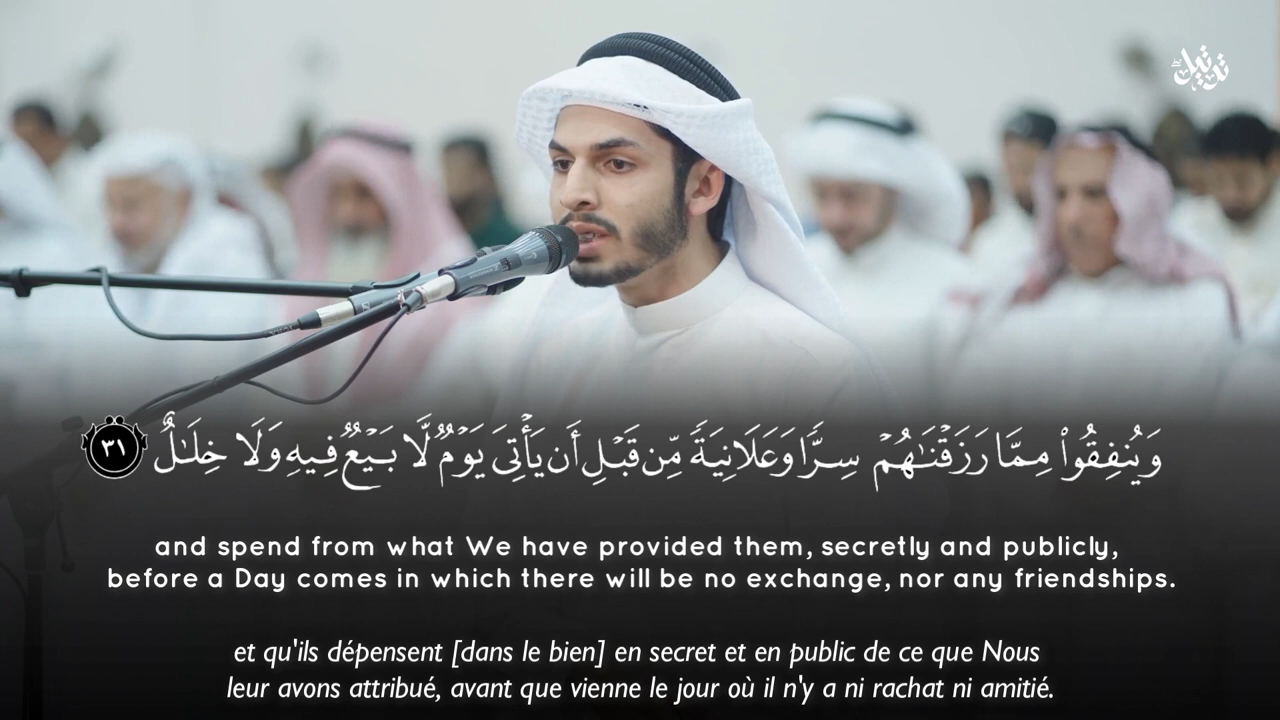 ترتيل
وَيُنفِقُوا۟ مِمَّا رَزَقْنَـٰهُمْ سِرًّا وَعَلَانِيَةً مِّن قَبْلِ أَن يَأْتِىَ يَوْمٌ لَّا بَيْعٌ فِيهِ وَلَا خِلَـٰلٌ ٣١
and spend from what We have provided them, secretly and publicly,
before a Day comes in which there will be no exchange, nor any friendships.
et qu'ils dépensent [dans le bien] en secret et en public de ce que Nous
leur avons attribué, avant que vienne le jour où il n'y a ni rachat ni amitié.